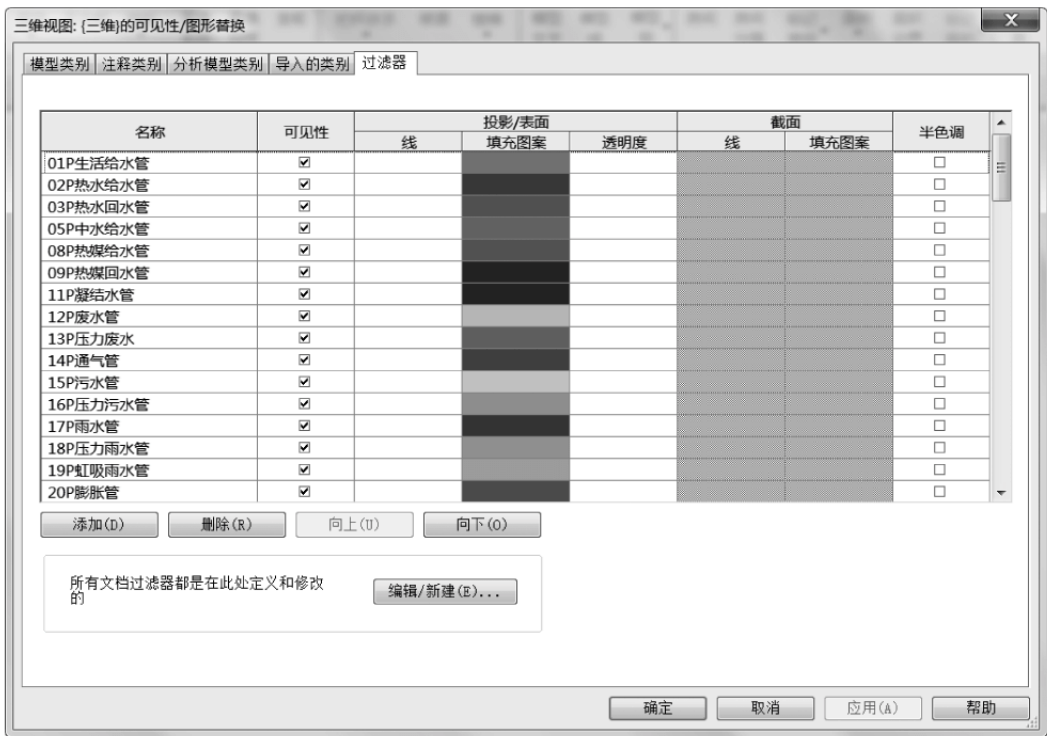 三维视图: {三维}的可见性/图形替换
模型类别 注释类别 分析模型类别 导入的类别 过滤器
名称 可见性 投影/表面 截面 半色调
线 填充图案 透明度 线 填充图案
01P生活给水管
02P热水给水管
03P热水回水管
05P中水给水管
08P热媒给水管
09P热媒回水管
11P凝结水管
12P废水管
13P压力废水
14P通气管
15P污水管
16P压力污水管
17P雨水管
18P压力雨水管
19P虹吸雨水管
20P膨胀管
添加(D) 删除(R) 向上(U) 向下(O)
所有文档过滤器都是在此处定义和修改
的
编辑/新建(E)...
确定 取消 应用(A) 帮助